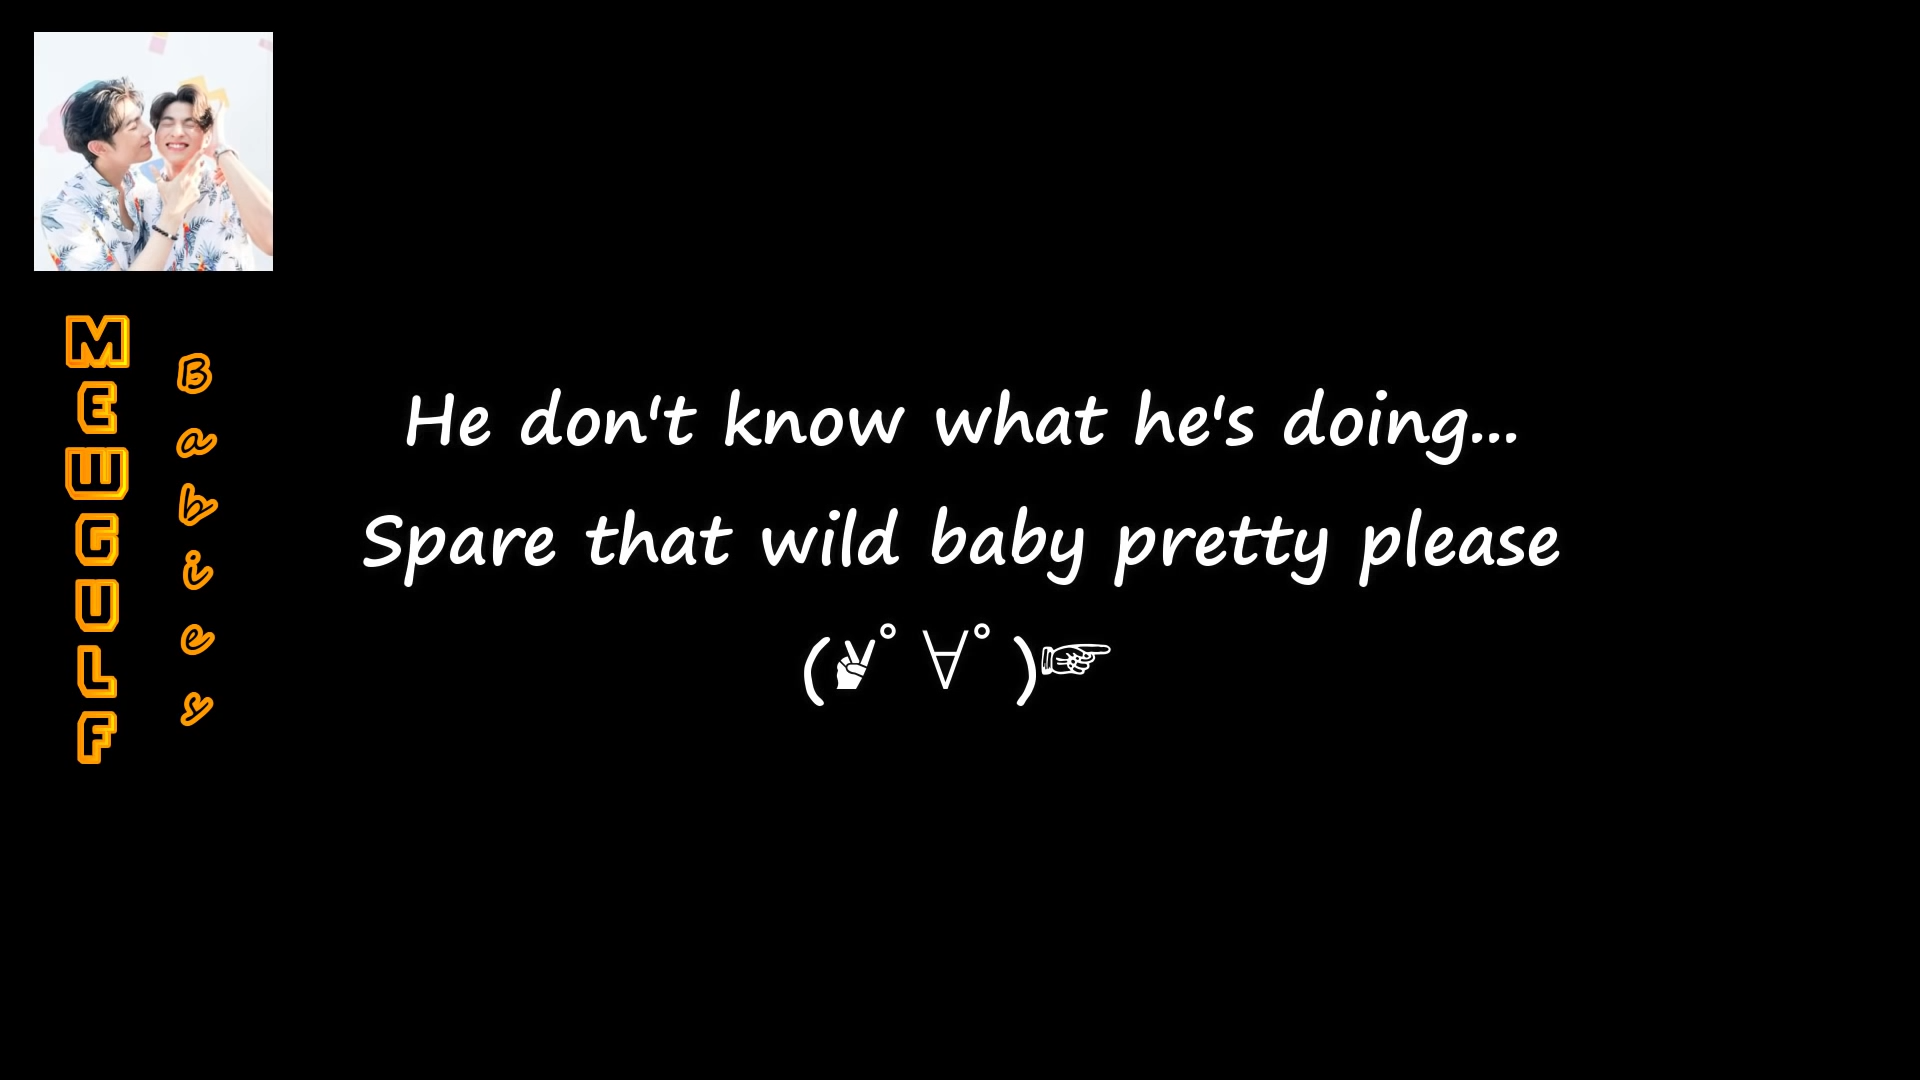 MEWGULF
Babies
He don't know what he's doing...
Spare that wild baby pretty please
(✌ﾟ∀ﾟ)☞